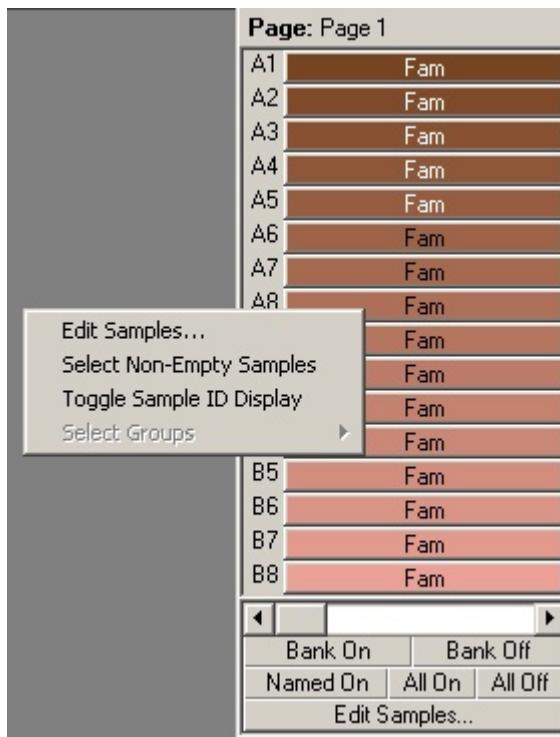 Page: Page 1
A1 Fam
A2 Fam
A3 Fam
A4 Fam
A5 Fam
A6 Fam
A7 Fam
A8 Fam
Fam
Fam
Fam
Fam
B5 Fam
B6 Fam
B7 Fam
B8 Fam
Edit Samples...
Select Non-Empty Samples
Toggle Sample ID Display
Select Groups
Bank On Bank Off
Named On All On All Off
Edit Samples...